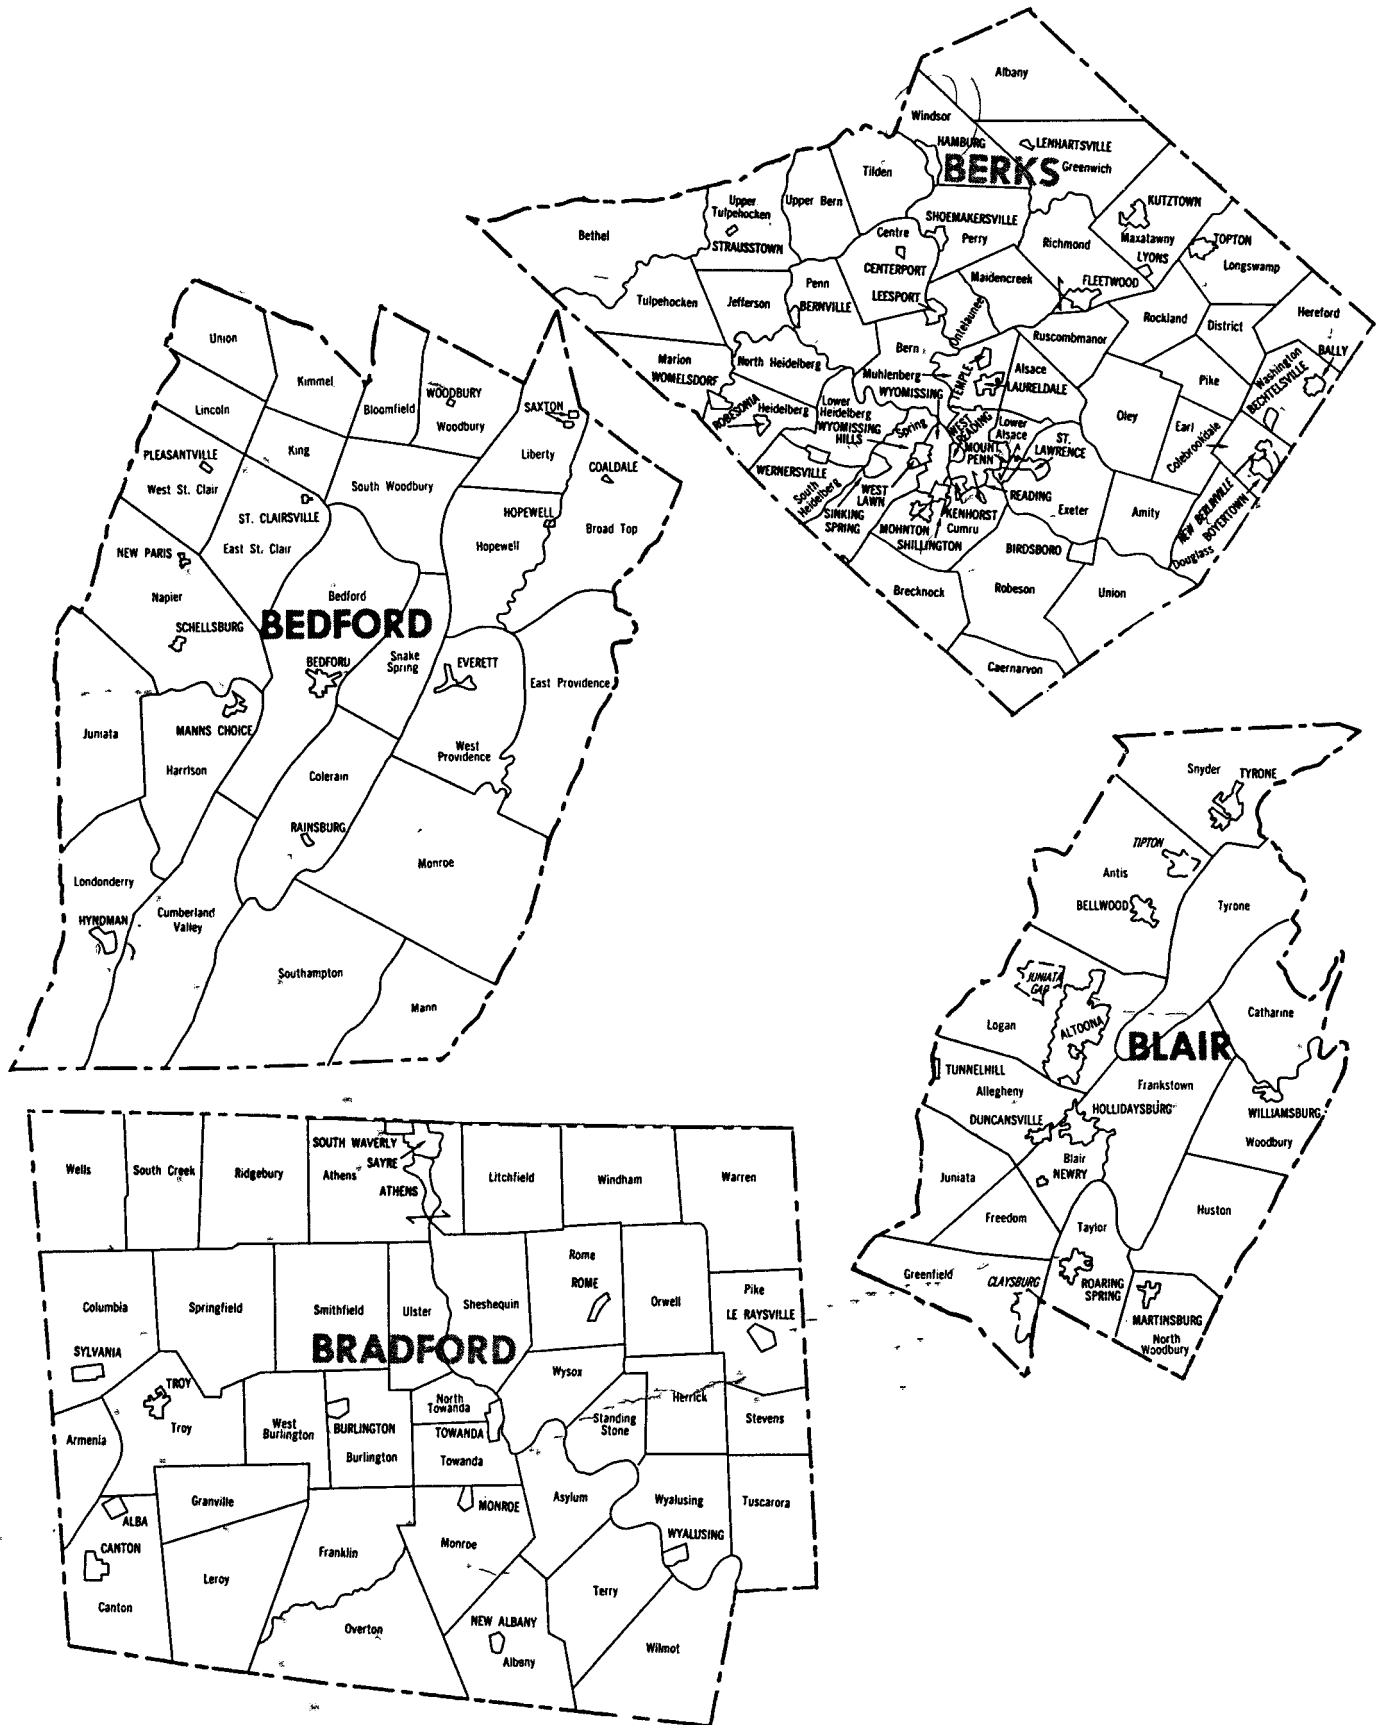 Albany
Windsor
HAMBURG
LENHARTSVILLE
BERKS
Greenwich
Tilden
Upper
Tulpehocken
Upper Bern
STRAUSSTOWN
Bethel
SHOEMAKERSVILLE
Perry
Centre
CENTERPORT
Richmond
KUTZTOWN
Maxatawny
LYONS
TOPTON
Longswamp
Maidencreek
FLEETWOOD
Penn
BERNVILLE
LEESPORT
Ontelaunee
Tulpehocken
Jefferson
Rockland
District
Hereford
BALLY
Ruscombmanor
Bern
Marion
WOMELSDORF
North Heidelberg
Muhlenberg
TEMPLE
Alsace
LAURELDALE
Pike
Washington
BECHTELSVILLE
WYOMISSING
ROBESONIA
Heidelberg
Lower
Heidelberg
WYOMISSING
HILLS
Spring
WEST
READING
Lower
Alsace
MOUNT
PENN
ST.
LAWRENCE
Oley
Earl
Colebrookdale
WERNERSVILLE
South
Heidelberg
WEST
LAWN
SINKING
SPRING
READING
KENHORST
Cumru
MOHNTON
SHILLINGTON
Exeter
Amity
NEW BERLINVILLE
BOYERTOWN
Douglass
BIRDSBORO
Brecknock
Robeson
Union
Caernarvon
Union
Kimmel
Bloomfield
WOODBURY
Woodbury
SAXTON
Lincoln
King
PLEASANTVILLE
West St. Clair
South Woodbury
Liberty
COALDALE
ST. CLAIRSVILLE
East St. Clair
HOPEWELL
Hopewell
Broad Top
NEW PARIS
Napier
Bedford
BEDFORD
SCHELLSBURG
BEDFORD
Snake
Spring
EVERETT
East Providence
Juniata
MANNS CHOICE
Harrison
West
Providence
Colerain
RAINSBURG
Monroe
Londonderry
HYNDMAN
Cumberland
Valley
Southampton
Mann
Snyder
TYRONE
TIPTON
Antis
BELLWOOD
Tyrone
JUNIATA
GAP
Logan
ALTOONA
Catharine
BLAIR
TUNNELHILL
Allegheny
Frankstown
DUNCANSVILLE
HOLLIDAYSBURG
WILLIAMSBURG
Woodbury
Blair
NEWRY
Juniata
Freedom
Taylor
Huston
Greenfield
CLAYSBURG
ROARING
SPRING
MARTINSBURG
North
Woodbury
Wells
South Creek
Ridgebury
SOUTH WAVERLY
Athens
SAYRE
ATHENS
Litchfield
Windham
Warren
Columbia
Springfield
Smithfield
Ulster
Sheshequin
Rome
ROME
Orwell
Pike
LE RAYSVILLE
BRADFORD
SYLVANIA
TROY
Troy
Wysox
Herrick
Armenia
West
Burlington
BURLINGTON
Burlington
North
Towanda
TOWANDA
Towanda
Standing
Stone
Stevens
Granville
ALBA
CANTON
Canton
Leroy
Franklin
MONROE
Monroe
Asylum
Wyalusing
WYALUSING
Tuscarora
Overton
NEW ALBANY
Albany
Terry
Wilmot